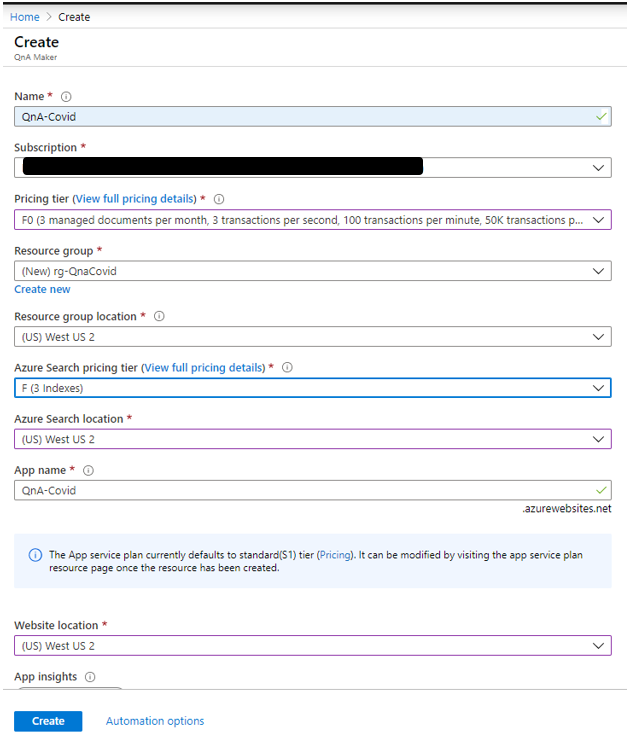 Home > Create
Create
QnA Maker
Name *
QnA-Covid
Subscription *
Pricing tier (View full pricing details) *
F0 (3 managed documents per month, 3 transactions per second, 100 transactions per minute, 50K transactions p...
Resource group *
(New) rg-QnaCovid
Create new
Resource group location *
(US) West US 2
Azure Search pricing tier (View full pricing details) *
F (3 Indexes)
Azure Search location *
(US) West US 2
App name *
QnA-Covid
.azurewebsites.net
The App service plan currently defaults to standard(S1) tier (Pricing). It can be modified by visiting the app service plan
resource page once the resource has been created.
Website location *
(US) West US 2
App insights
Create Automation options